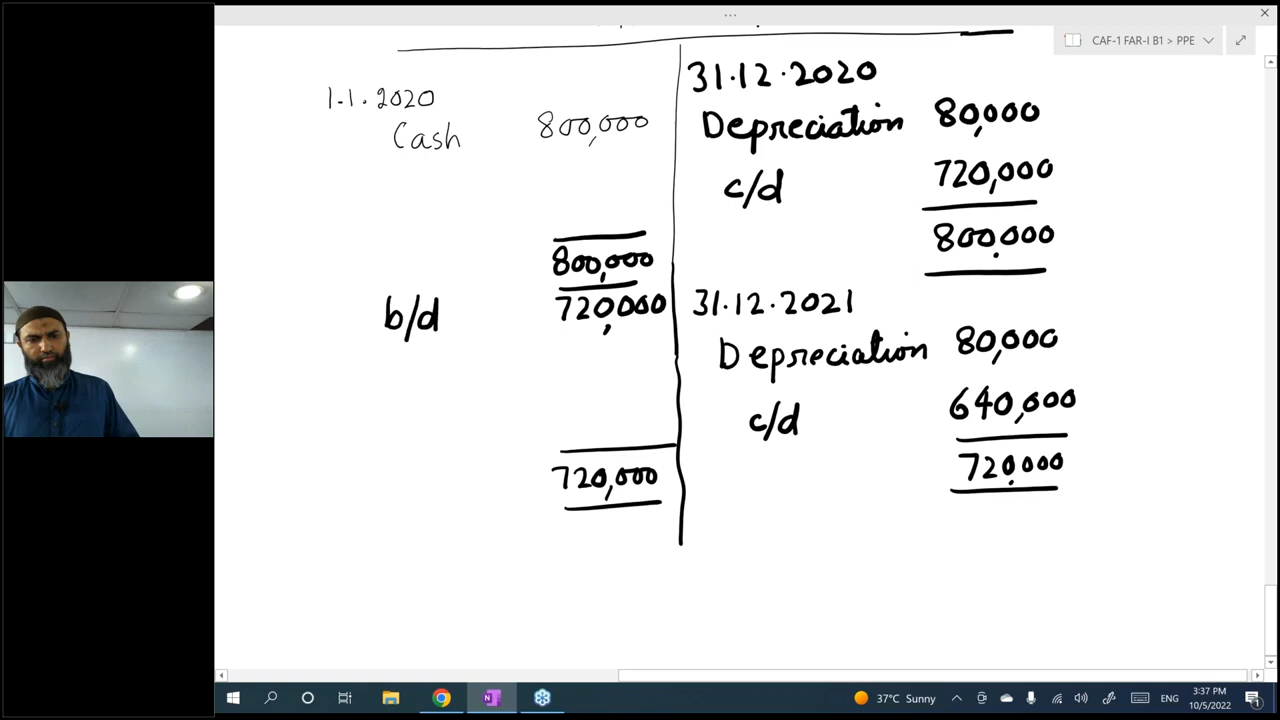 CAF-1 FAR-I B1 > PPE
1.1.2020
Cash 800,000
800,000
b/d 720,000
720,000
31.12.2020
Depreciation 80,000
c/d 720,000
800,000
31.12.2021
Depreciation 80,000
c/d 640,000
720,000
37°C Sunny
ENG
3:37 PM
10/5/2022
1